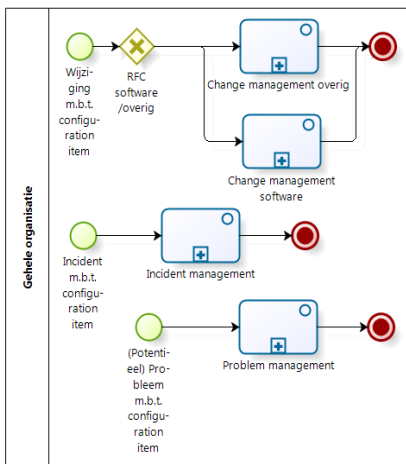 Gehele organisatie
Wijzi-
ging
m.b.t.
configu-
ration
item
RFC
software
/overig
Change management overig
Change management
software
Incident
m.b.t.
configu-
ration
item
Incident management
(Potenti-
eel) Pro-
bleem
m.b.t.
configu-
ration
item
Problem management